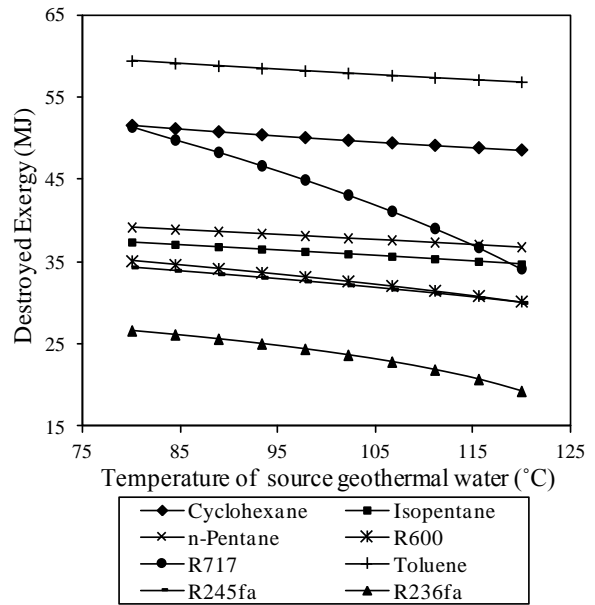 Destroyed Exergy (MJ)
65
55
45
35
25
15
75
85
95
105
115
125
Temperature of source geothermal water (˚C)
Cyclohexane
Isopentane
n-Pentane
R600
R717
Toluene
R245fa
R236fa